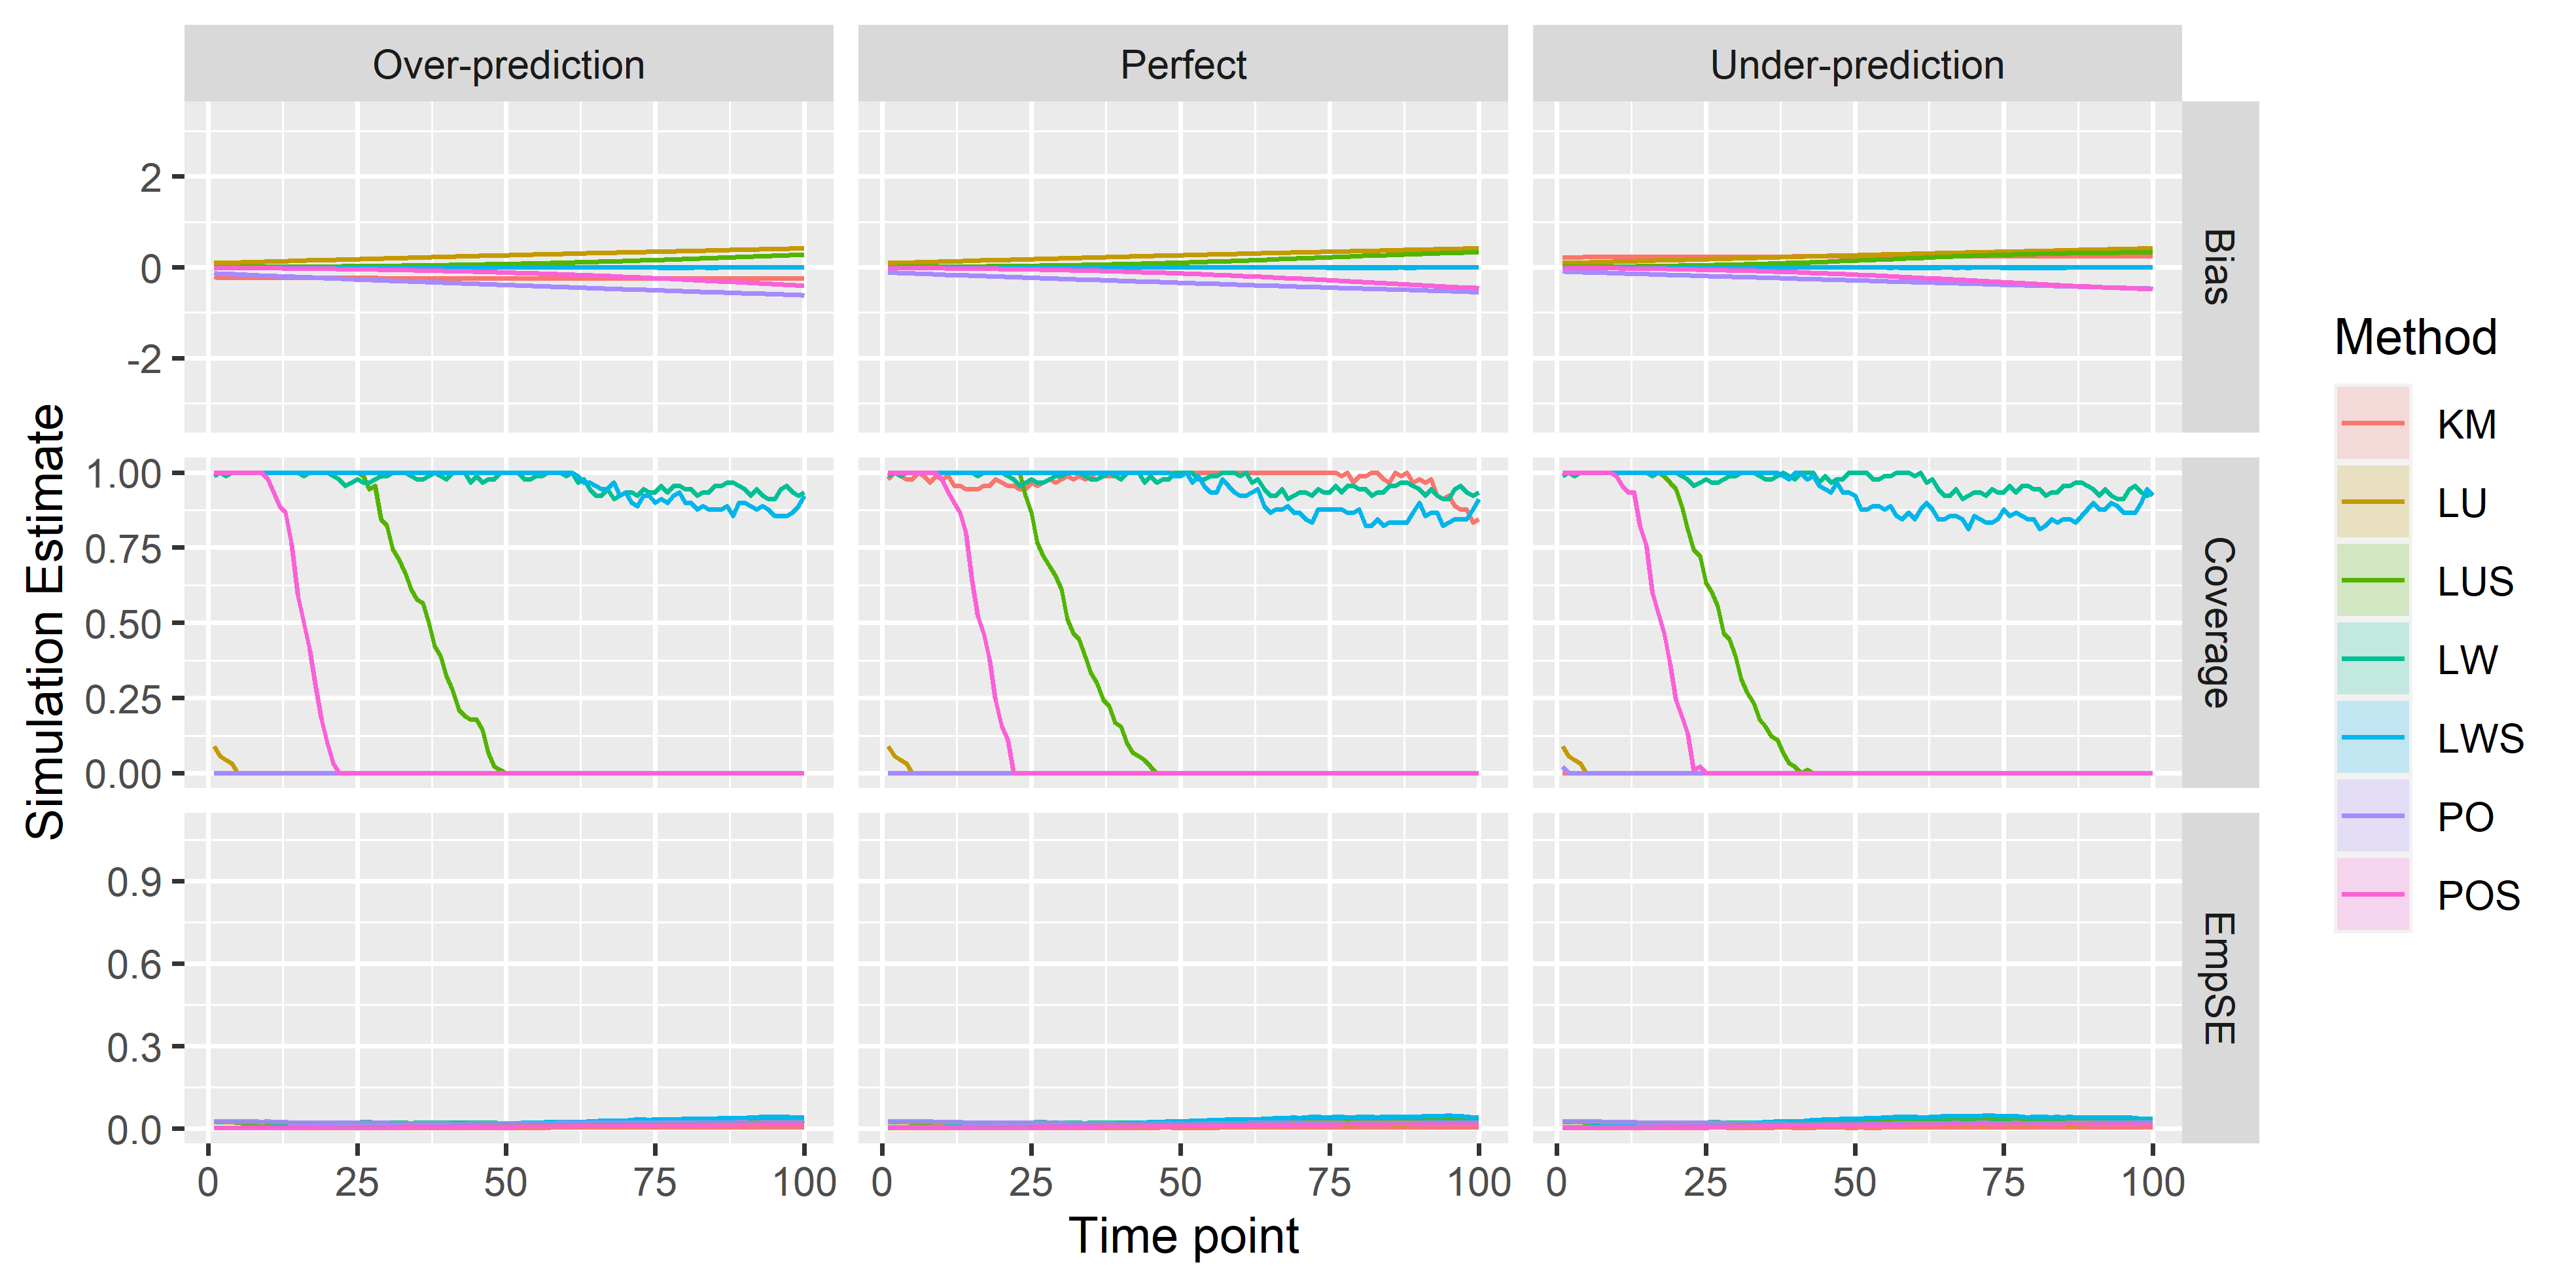 Over-prediction
Perfect
Under-prediction
2
0
-2
Bias
Simulation Estimate
1.00
0.75
0.50
0.25
0.00
Coverage
0.9
0.6
0.3
0.0
EmpSE
0 25 50 75 100
0 25 50 75 100
0 25 50 75 100
Time point
Method
KM
LU
LUS
LW
LWS
PO
POS